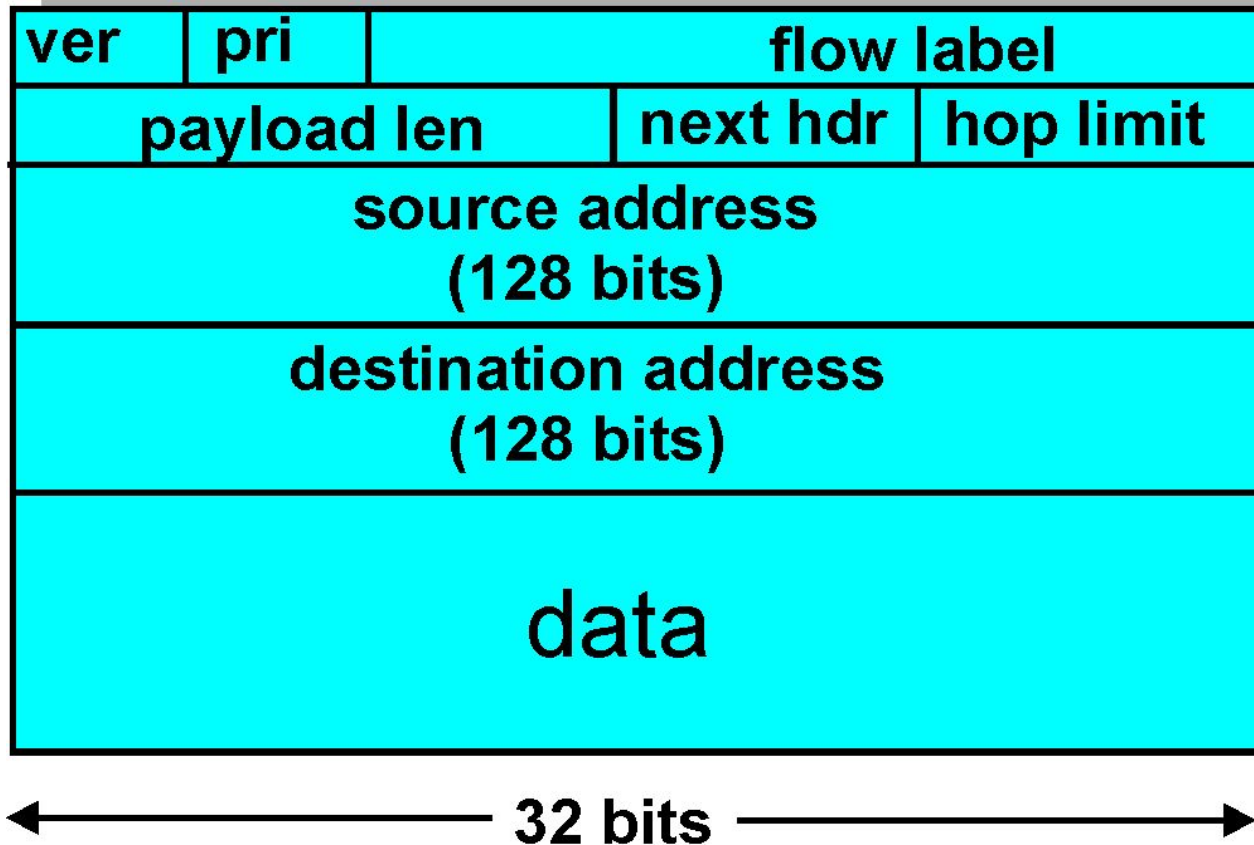 ver pri flow label
payload len next hdr hop limit
source address
(128 bits)
destination address
(128 bits)
data
32 bits